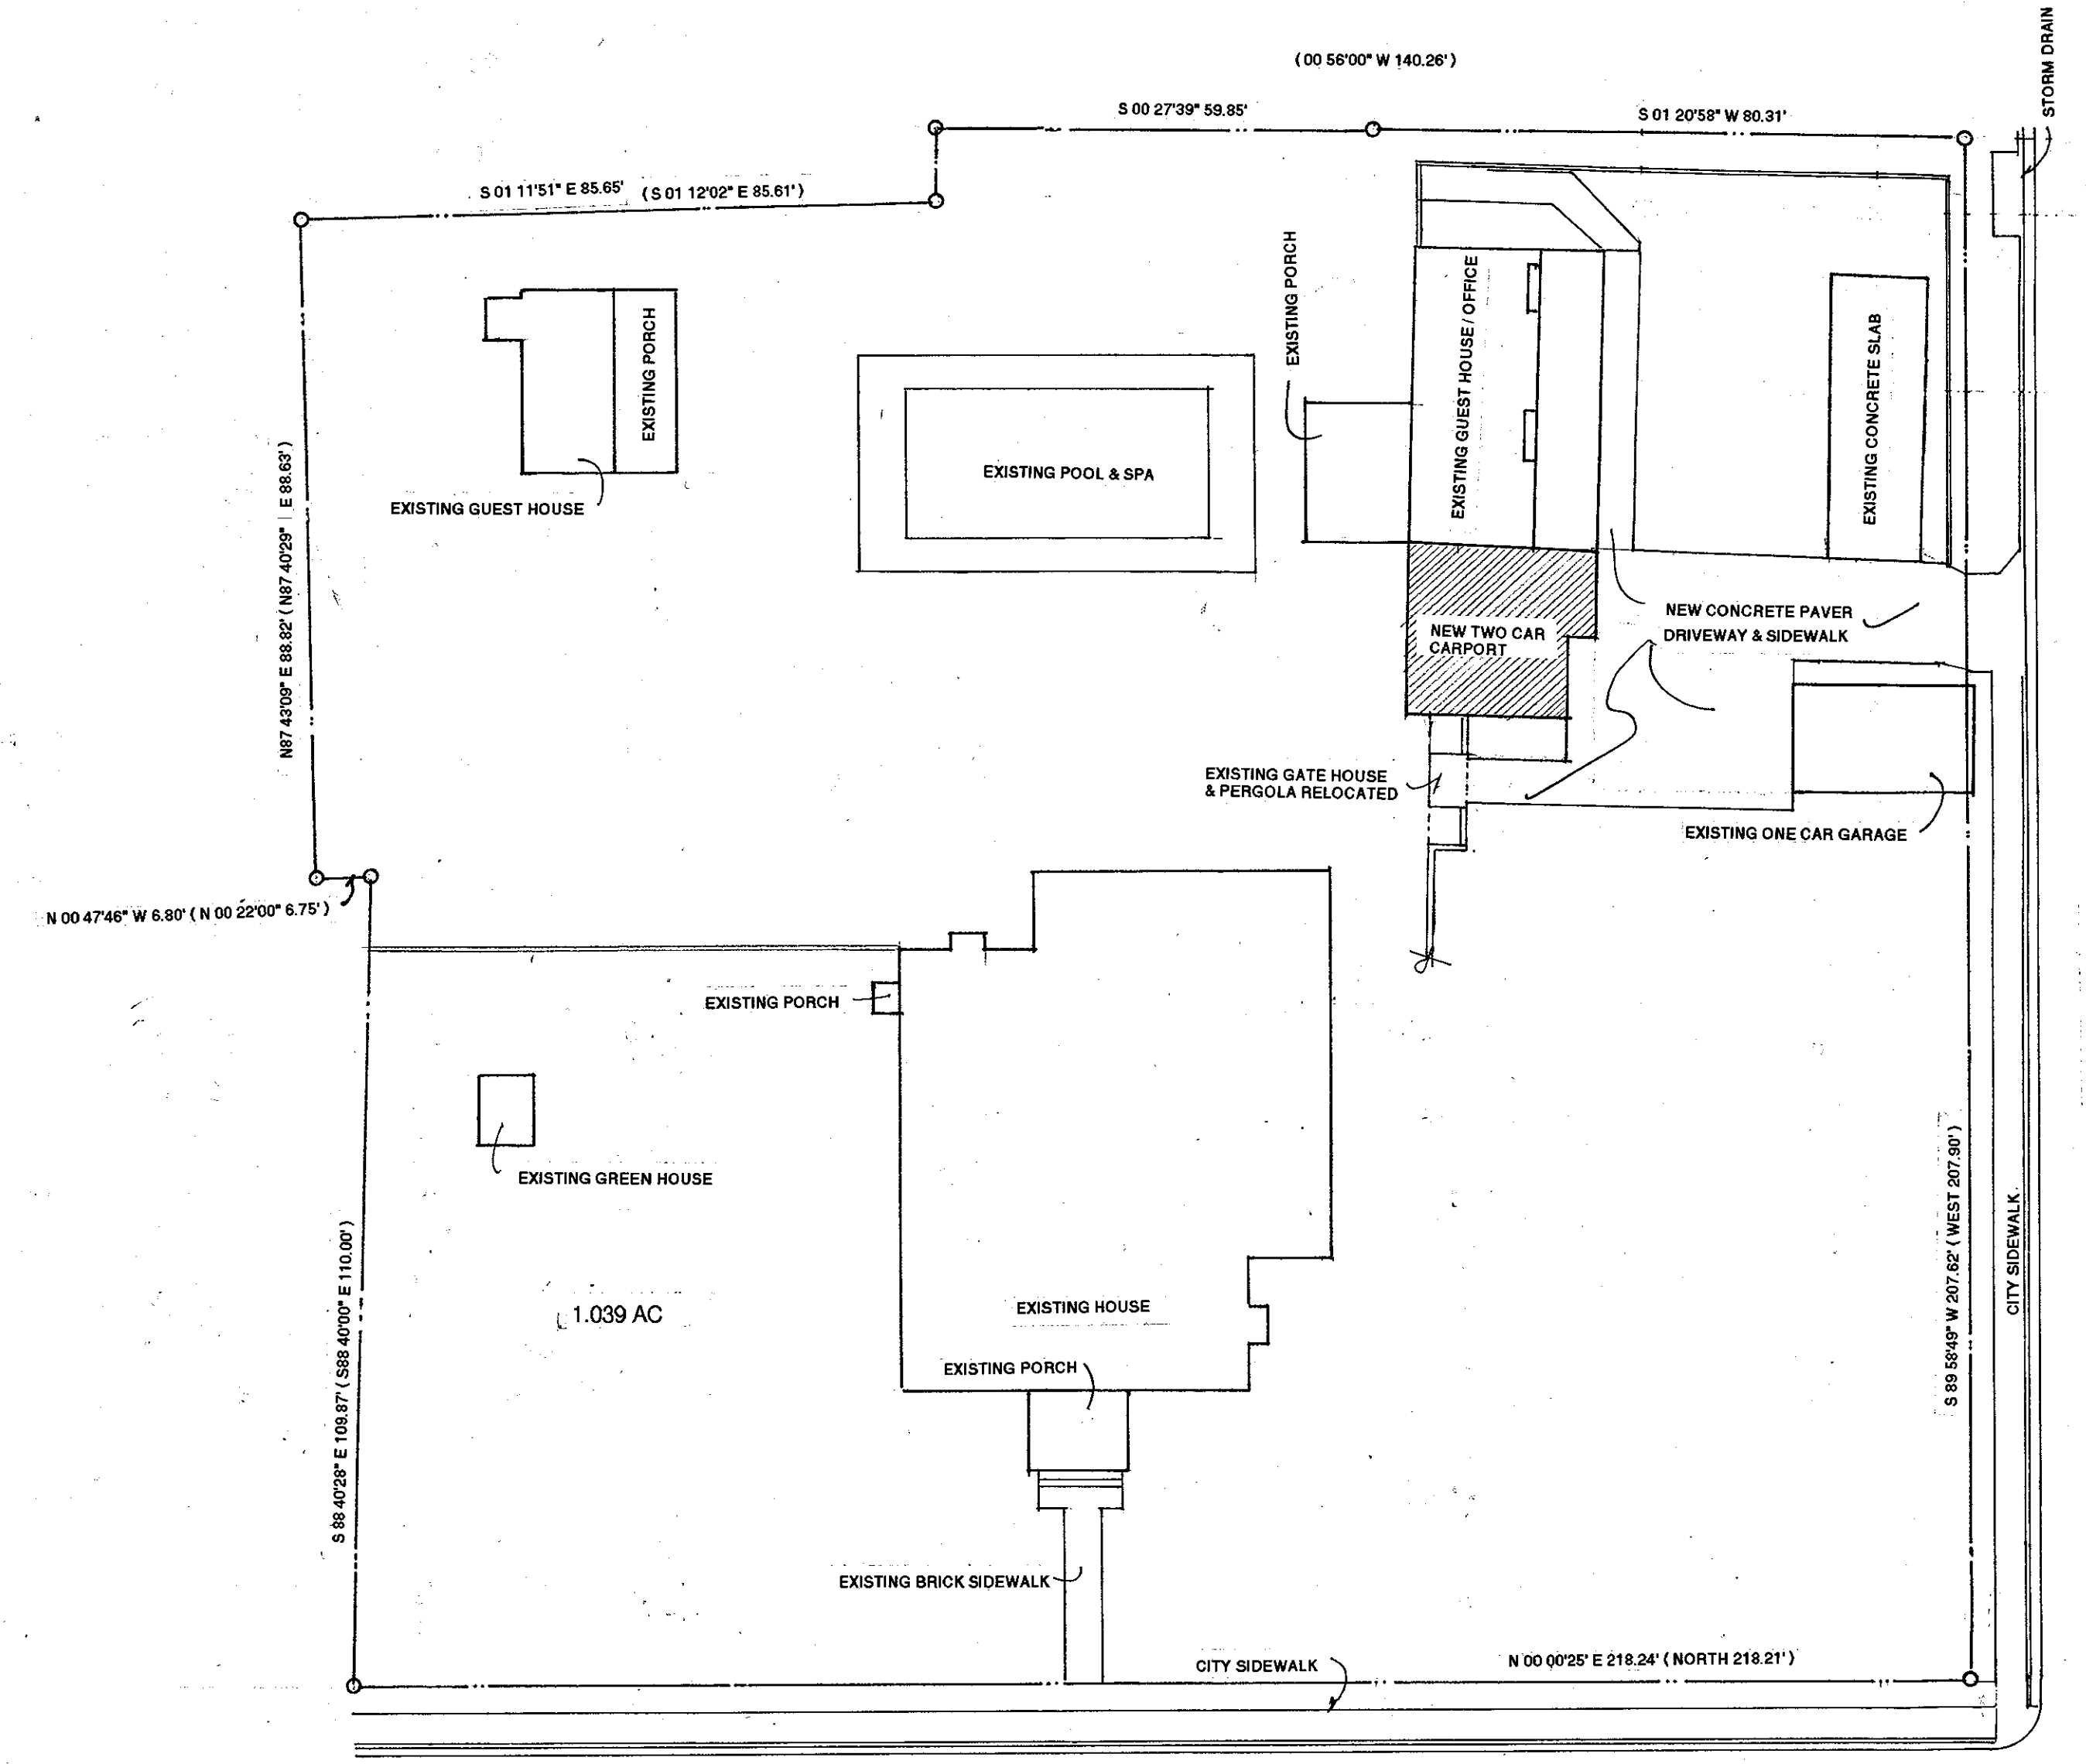 STORM DRAIN
( 00 56'00" W 140.26' )
S 00 27'39" 59.85'
S 01 20'58" W 80.31'
S 01 11'51" E 85.65' ( S 01 12'02" E 85.61' )
EXISTING PORCH
EXISTING GUEST HOUSE / OFFICE
EXISTING PORCH
EXISTING CONCRETE SLAB
EXISTING POOL & SPA
EXISTING GUEST HOUSE
N87 43'09" E 88.82' ( N87 40'29" E 88.63' )
NEW TWO CAR
CARPORT
NEW CONCRETE PAVER
DRIVEWAY & SIDEWALK
EXISTING GATE HOUSE
& PERGOLA RELOCATED
EXISTING ONE CAR GARAGE
N 00 47'46" W 6.80' ( N 00 22'00" 6.75' )
EXISTING PORCH
EXISTING GREEN HOUSE
S 88 40'28" E 109.87' ( S88 40'00" E 110.00' )
1.039 AC
EXISTING HOUSE
EXISTING PORCH
S 89 58'49" W 207.62' ( WEST 207.90' )
CITY SIDEWALK
EXISTING BRICK SIDEWALK
CITY SIDEWALK
N 00 00'25' E 218.24' ( NORTH 218.21' )